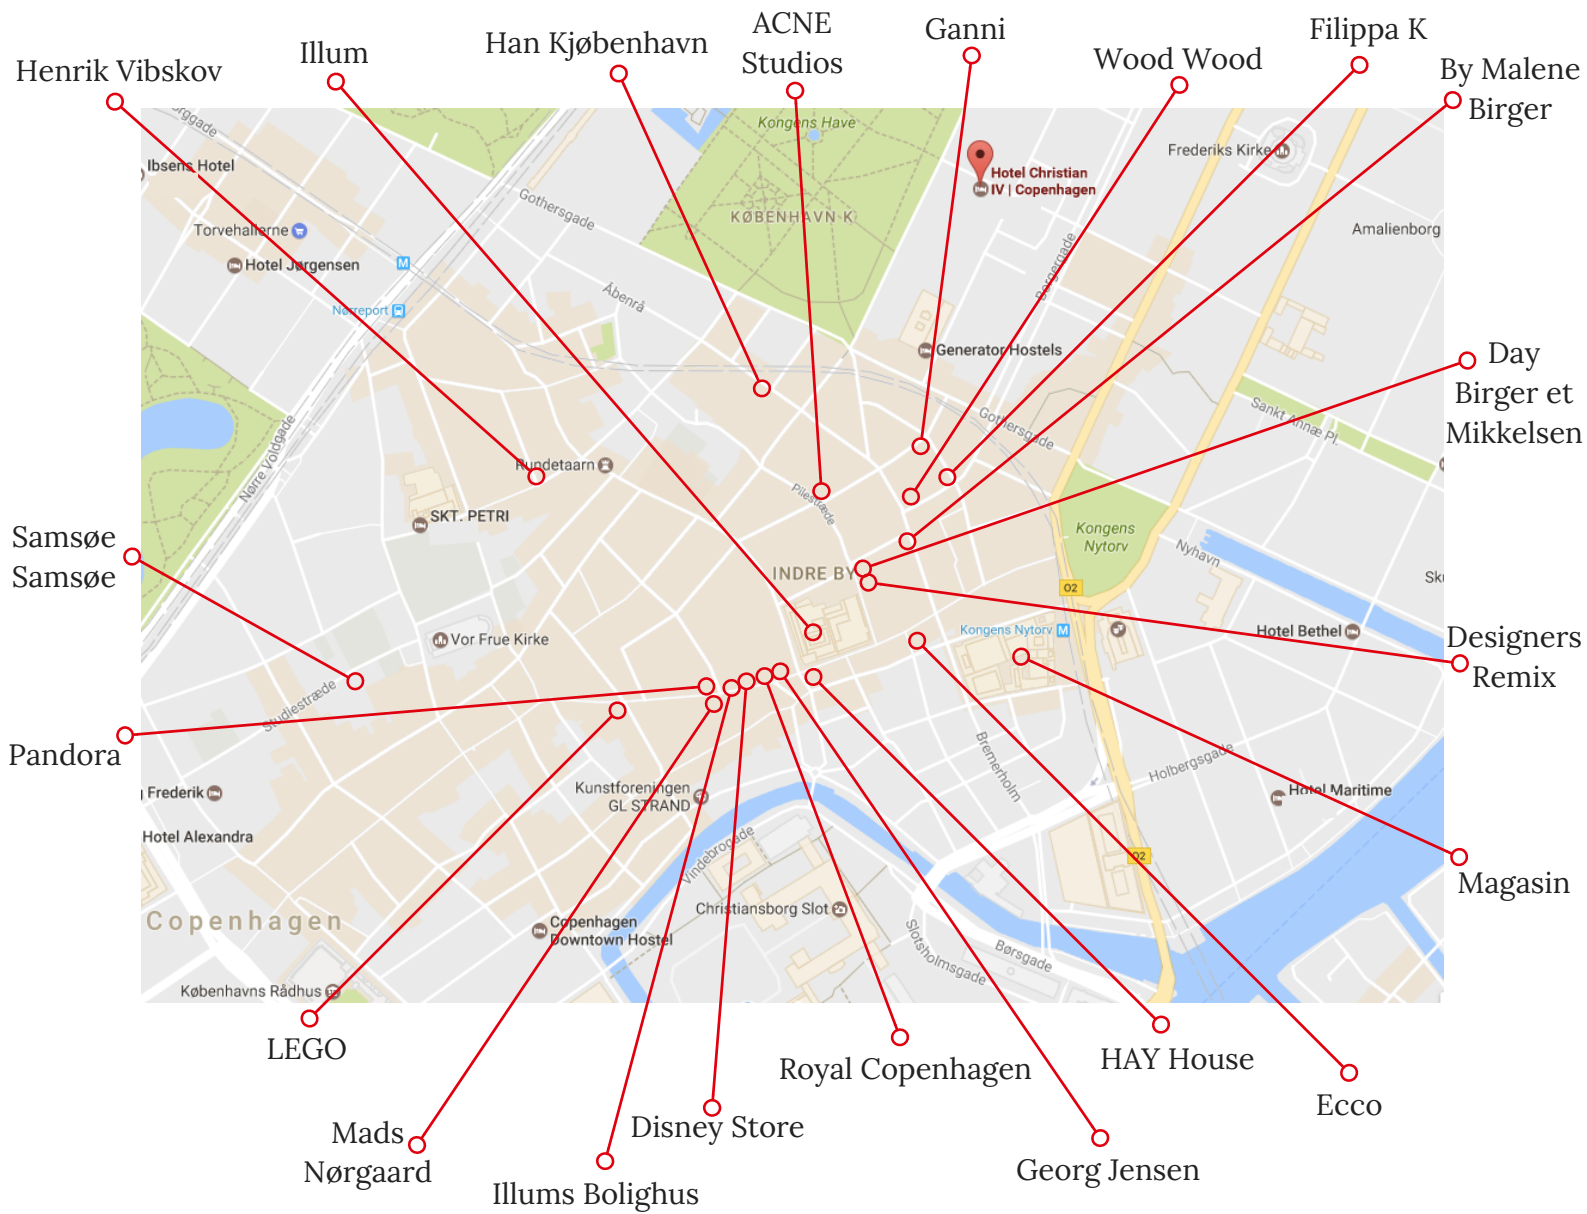 ACNE
Studios
Ganni
Filippa K
Han Kjøbenhavn
Illum
Wood Wood
Henrik Vibskov
By Malene
Birger
Kongens Have
Frederiks Kirke
Ibsens Hotel
Hotel Christian
IV | Copenhagen
Gothersgade
KØBENHAVN K
Torvehallerne
Amalienborg
Hotel Jørgensen
M
Borgergade
Åbenrå
Nørreport
Generator Hostels
Day
Birger et
Mikkelsen
Sankt Annæ Pl.
Gothersgade
Nørre Voldgade
Rundetaarn
Pilestræde
SKT. PETRI
Kongens
Nytorv
Nyhavn
Samsøe
Samsøe
INDRE BY
O2
Kongens Nytorv M
Hotel Bethel
Vor Frue Kirke
Designers
Remix
Studiestræde
Pandora
Bremerholm
Holbergsgade
Kunstforeningen
GL STRAND
Frederik
Hotel Maritime
Hotel Alexandra
Vindebrogade
O2
Magasin
Christiansborg Slot
Copenhagen
Copenhagen
Downtown Hostel
Slotsholmsgade
Børsgade
Københavns Rådhus
LEGO
Royal Copenhagen
HAY House
Ecco
Mads
Nørgaard
Disney Store
Georg Jensen
Illums Bolighus